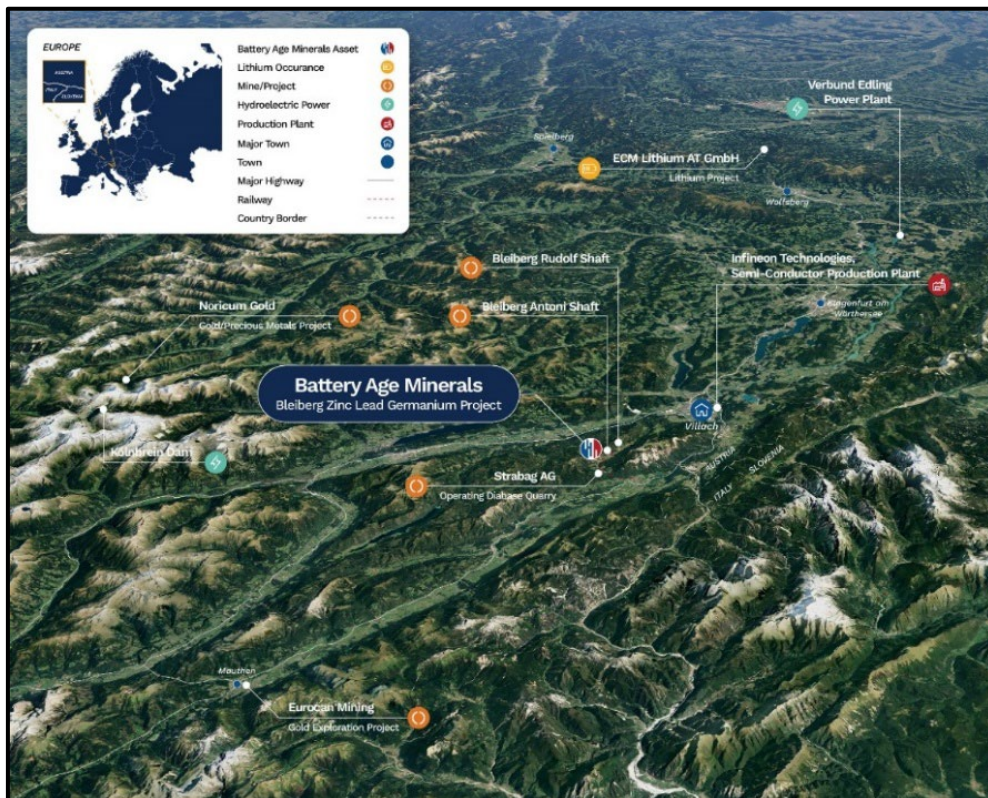 EUROPE
AUSTRIA
ITALY
SLOVENIA
Battery Age Minerals Asset
Lithium Occurance
Mine/Project
Hydroelectric Power
Production Plant
Major Town
Town
Major Highway
Railway
Country Border
Verbund Edling
Power Plant
Spielberg
ECM Lithium AT GmbH
Lithium Project
Wolfsberg
Bleiberg Rudolf Shaft
Infineon Technologies,
Semi-Conductor Production Plant
Noricum Gold
Gold/Precious Metals Project
Bleiberg Antoni Shaft
Klagenfurt am
Wörthersee
Battery Age Minerals
Bleiberg Zinc Lead Germanium Project
Villach
Kölnbrein Dam
Strabag AG
Operating Diabase Quarry
AUSTRIA
SLOVENIA
ITALY
Mauthen
Eurocan Mining
Gold Exploration Project